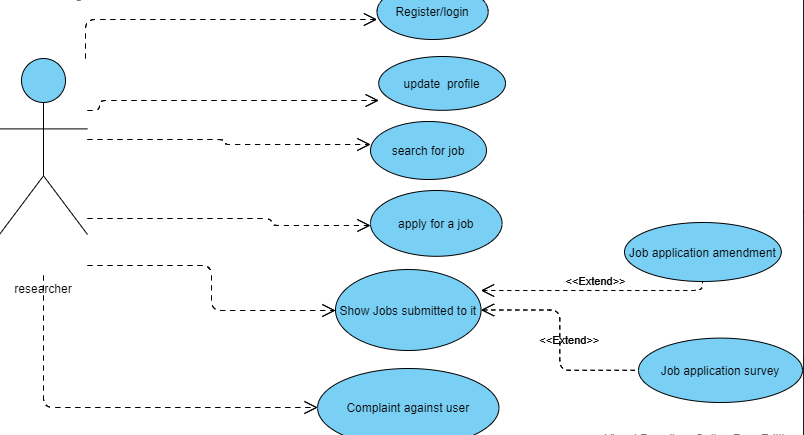 Register/login
update profile
search for job
apply for a job
Job application amendment
<<Extend>>
researcher
Show Jobs submitted to it
<<Extend>>
Job application survey
Complaint against user